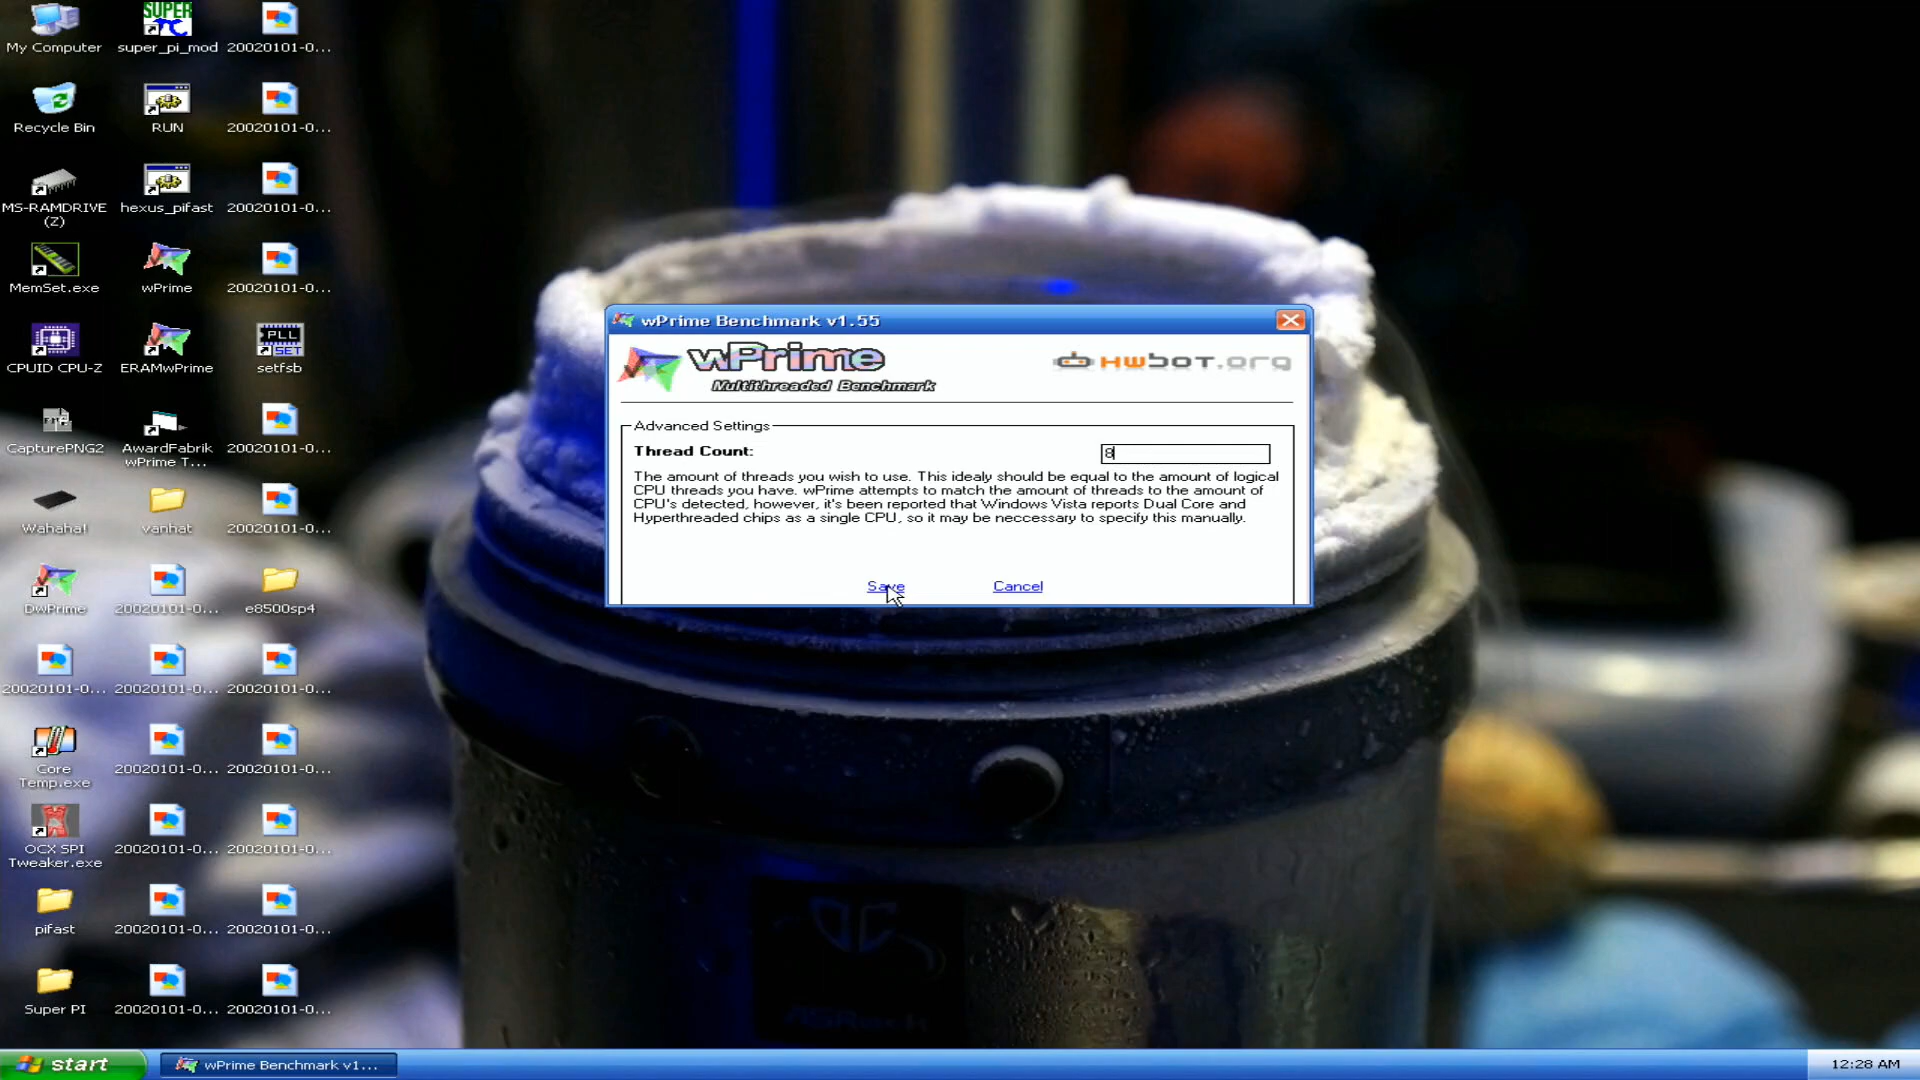 My Computer
super_pi_mod
20020101-0...
Recycle Bin
RUN
20020101-0...
MS-RAMDRIVE
(Z)
hexus_pifast
20020101-0...
MemSet.exe
wPrime
20020101-0...
CPUID CPU-Z
ERAMwPrime
PLL
SET
setfsb
CapturePNG2
AwardFabrik
wPrime T...
20020101-0...
Wahaha!
vanhat
20020101-0...
DwPrime
20020101-0...
e8500sp4
20020101-0...
20020101-0...
20020101-0...
Core
Temp.exe
20020101-0...
20020101-0...
OCX SPI
Tweaker.exe
20020101-0...
20020101-0...
pifast
20020101-0...
20020101-0...
Super PI
20020101-0...
20020101-0...
wPrime Benchmark v1.55
wPrime
Multithreaded Benchmark
HWBOT.org
Advanced Settings
Thread Count:
8
The amount of threads you wish to use. This idealy should be equal to the amount of logical
CPU threads you have. wPrime attempts to match the amount of threads to the amount of
CPU's detected, however, it's been reported that Windows Vista reports Dual Core and
Hyperthreaded chips as a single CPU, so it may be neccessary to specify this manually.
Save
Cancel
ASRock
start
wPrime Benchmark v1...
12:28 AM